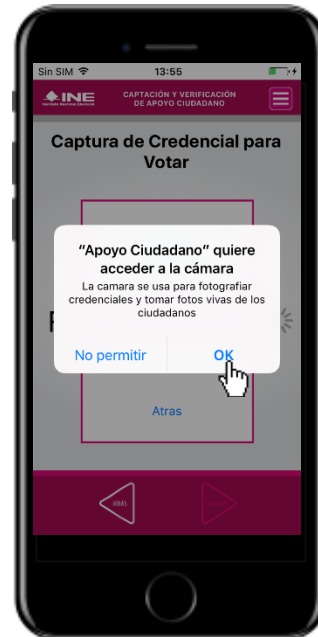 Sin SIM 13:55
INE
CAPTACIÓN Y VERIFICACIÓN
DE APOYO CIUDADANO
Captura de Credencial para
Votar
"Apoyo Ciudadano" quiere
acceder a la cámara
La camara se usa para fotografiar
credenciales y tomar fotos vivas de los
ciudadanos
No permitir OK
Atras
ATRÁS